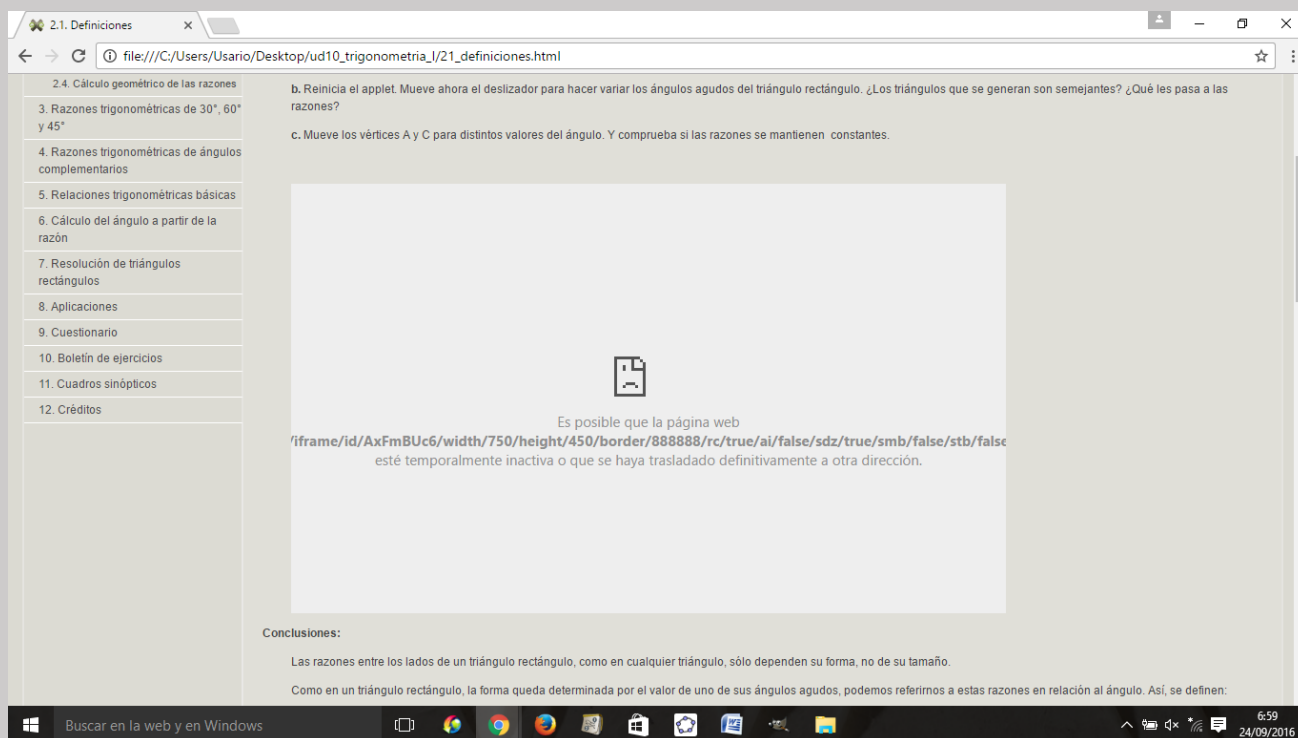 2.1. Definiciones
file:///C:/Users/Usario/Desktop/ud10_trigonometria_I/21_definiciones.html
2.4. Cálculo geométrico de las razones
3. Razones trigonométricas de 30°, 60°
y 45°
4. Razones trigonométricas de ángulos
complementarios
5. Relaciones trigonométricas básicas
6. Cálculo del ángulo a partir de la
razón
7. Resolución de triángulos
rectángulos
8. Aplicaciones
9. Cuestionario
10. Boletín de ejercicios
11. Cuadros sinópticos
12. Créditos
b. Reinicia el applet. Mueve ahora el deslizador para hacer variar los ángulos agudos del triángulo rectángulo. ¿Los triángulos que se generan son semejantes? ¿Qué les pasa a las
razones?
c. Mueve los vértices A y C para distintos valores del ángulo. Y comprueba si las razones se mantienen constantes.
Es posible que la página web
/iframe/id/AxFmBUc6/width/750/height/450/border/888888/rc/true/ai/false/sdz/true/smb/false/stb/false
esté temporalmente inactiva o que se haya trasladado definitivamente a otra dirección.
Conclusiones:
Las razones entre los lados de un triángulo rectángulo, como en cualquier triángulo, sólo dependen su forma, no de su tamaño.
Como en un triángulo rectángulo, la forma queda determinada por el valor de uno de sus ángulos agudos, podemos referirnos a estas razones en relación al ángulo. Así, se definen:
Buscar en la web y en Windows
6:59
24/09/2016